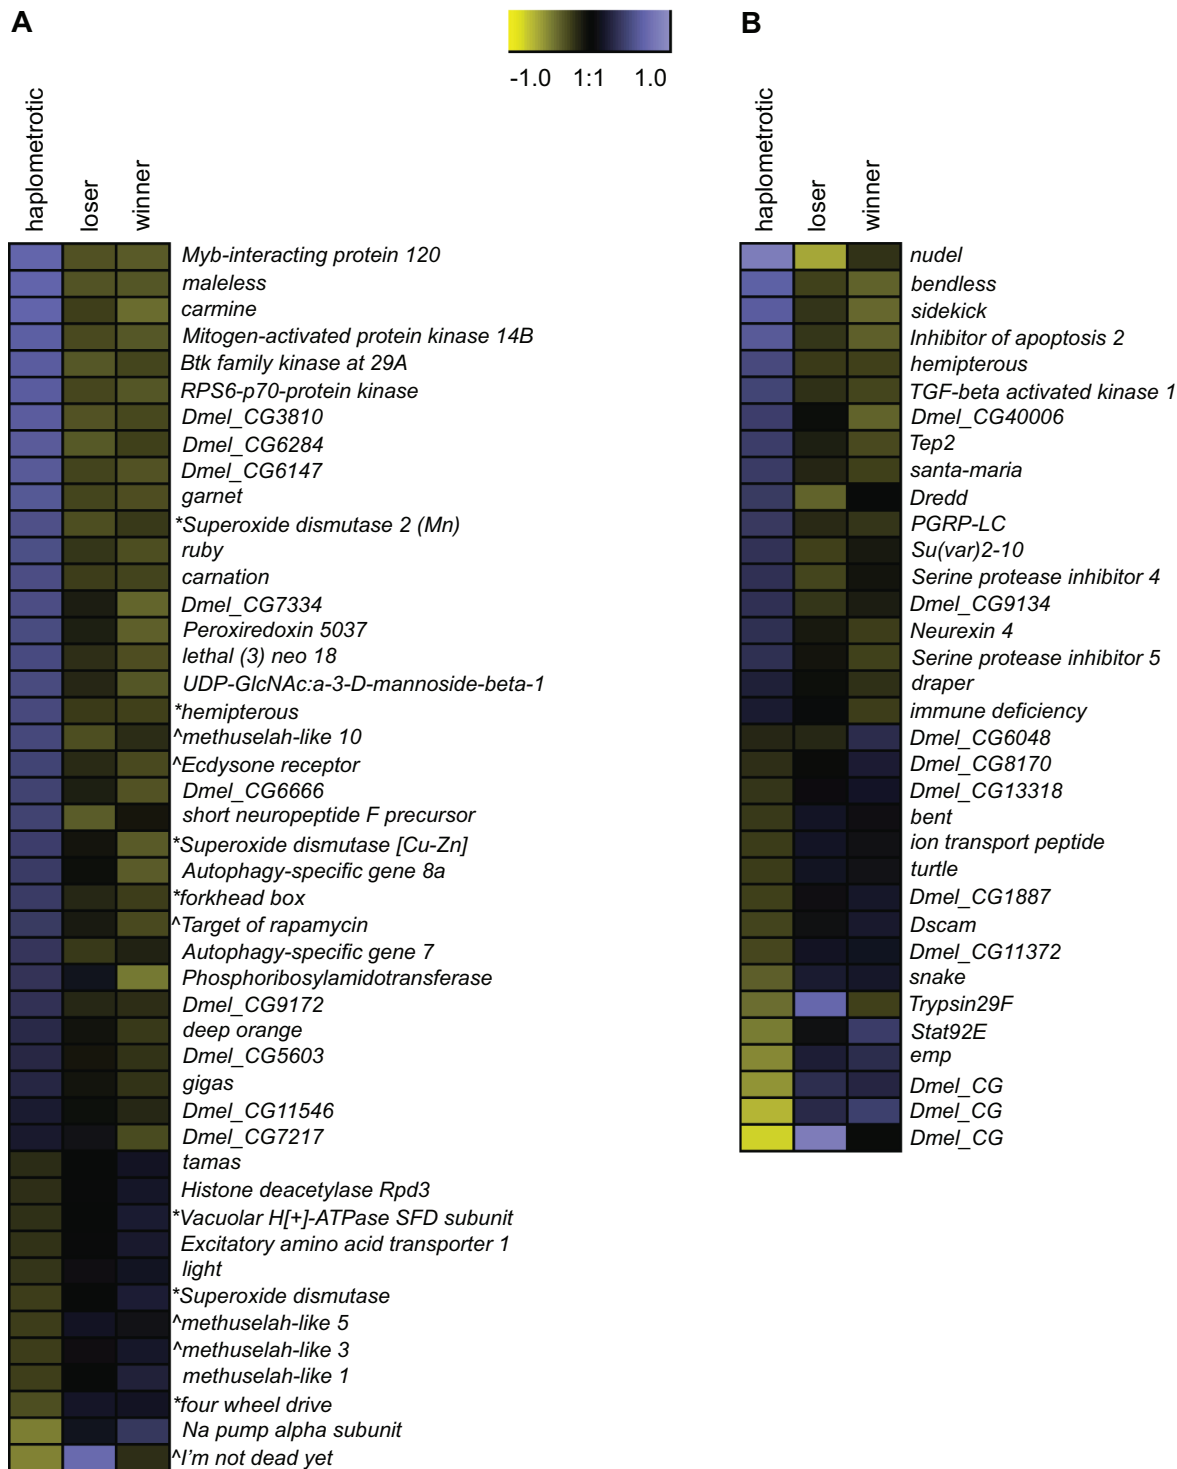 A
B
-1.0 1:1 1.0
haplometrotic
loser
winner
Myb-interacting protein 120
maleless
carmine
Mitogen-activated protein kinase 14B
Btk family kinase at 29A
RPS6-p70-protein kinase
Dmel_CG3810
Dmel_CG6284
Dmel_CG6147
garnet
*Superoxide dismutase 2 (Mn)
ruby
carnation
Dmel_CG7334
Peroxiredoxin 5037
lethal (3) neo 18
UDP-GlcNAc:a-3-D-mannoside-beta-1
*hemipterous
^methuselah-like 10
^Ecdysone receptor
Dmel_CG6666
short neuropeptide F precursor
*Superoxide dismutase [Cu-Zn]
Autophagy-specific gene 8a
*forkhead box
^Target of rapamycin
Autophagy-specific gene 7
Phosphoribosylamidotransferase
Dmel_CG9172
deep orange
Dmel_CG5603
gigas
Dmel_CG11546
Dmel_CG7217
tamas
Histone deacetylase Rpd3
*Vacuolar H[+]-ATPase SFD subunit
Excitatory amino acid transporter 1
light
*Superoxide dismutase
^methuselah-like 5
^methuselah-like 3
methuselah-like 1
*four wheel drive
Na pump alpha subunit
^I'm not dead yet
haplometrotic
loser
winner
nudel
bendless
sidekick
Inhibitor of apoptosis 2
hemipterous
TGF-beta activated kinase 1
Dmel_CG40006
Tep2
santa-maria
Dredd
PGRP-LC
Su(var)2-10
Serine protease inhibitor 4
Dmel_CG9134
Neurexin 4
Serine protease inhibitor 5
draper
immune deficiency
Dmel_CG6048
Dmel_CG8170
Dmel_CG13318
bent
ion transport peptide
turtle
Dmel_CG1887
Dscam
Dmel_CG11372
snake
Trypsin29F
Stat92E
emp
Dmel_CG
Dmel_CG
Dmel_CG